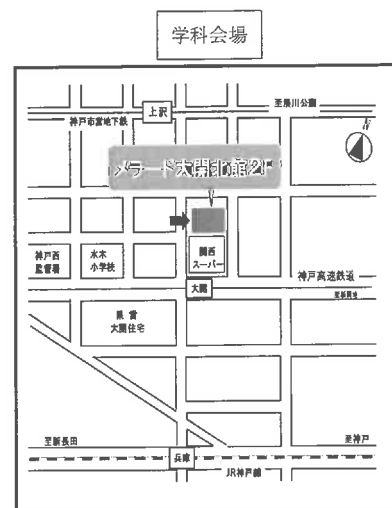 学科会場
至湊川公園
上沢
神戸市営地下鉄
N
パラード大開北館2F
神戸西
監督署
水木
小学校
関西
スーパー
神戸高速鉄道
大開
至新開地
県営
大開住宅
至新長田
至神戸
兵庫
JR神戸線